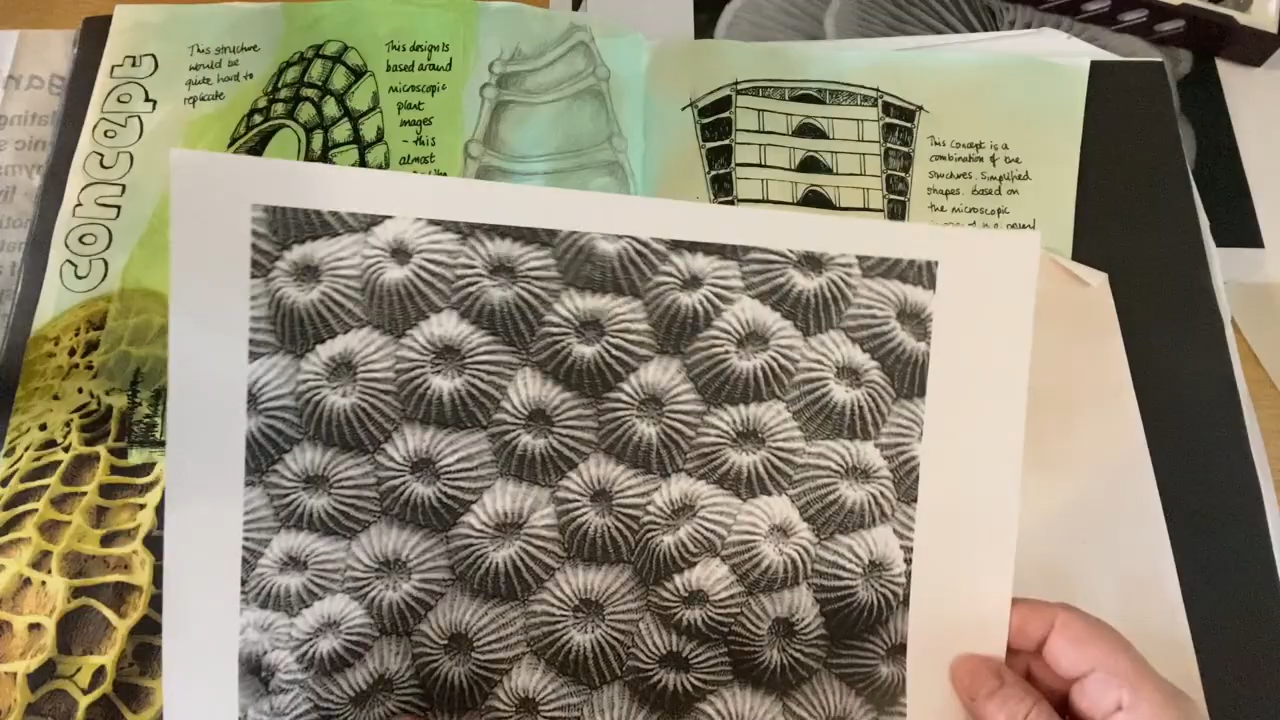 concept
This structure
would be
quite hard to
replicate
This design is
based around
microscopic
plant
images
- this
almost
This concept is a
combination of the
structures. Simplified
shapes. Based on
the microscopic